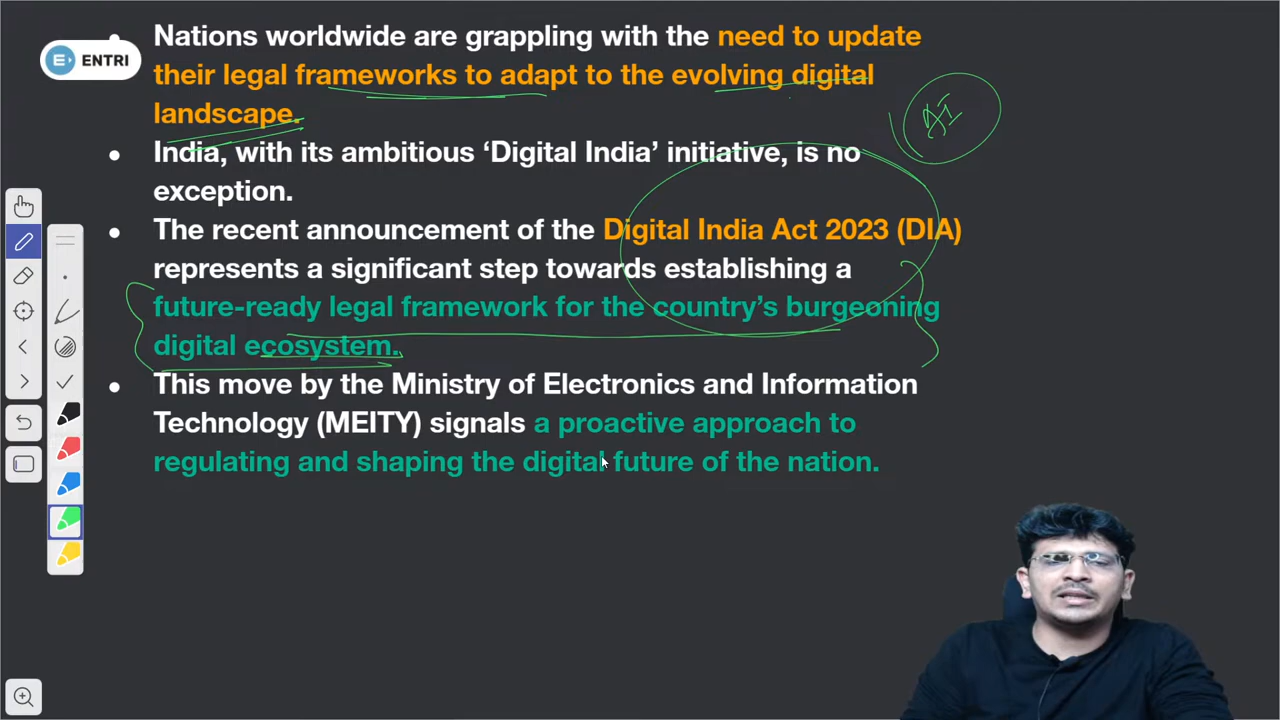 Nations worldwide are grappling with the need to update
ENTRI
their legal frameworks to adapt to the evolving digital
landscape.
AI
India, with its ambitious ‘Digital India’ initiative, is no
exception.
The recent announcement of the Digital India Act 2023 (DIA)
represents a significant step towards establishing a
future-ready legal framework for the country’s burgeoning
digital ecosystem.
This move by the Ministry of Electronics and Information
Technology (MEITY) signals a proactive approach to
regulating and shaping the digital future of the nation.